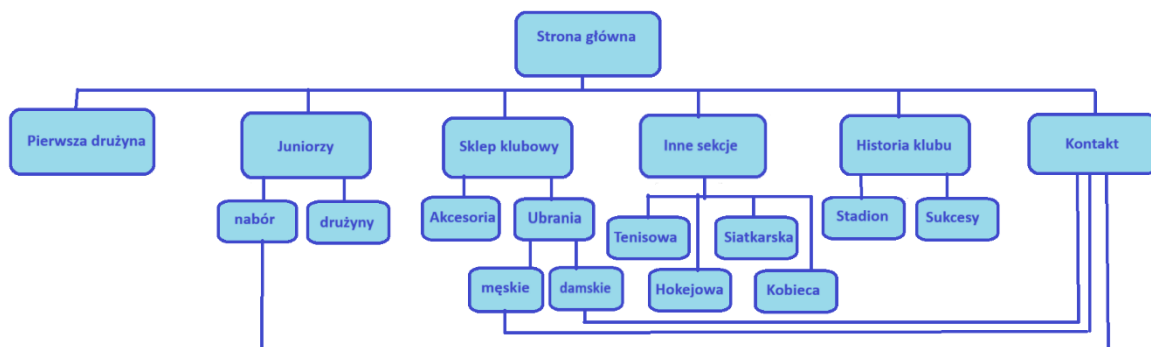 Strona główna
Pierwsza drużyna
Juniorzy
Sklep klubowy
Inne sekcje
Historia klubu
Kontakt
nabór
drużyny
Akcesoria
Ubrania
Tenisowa
Siatkarska
Stadion
Sukcesy
męskie
damskie
Hokejowa
Kobieca